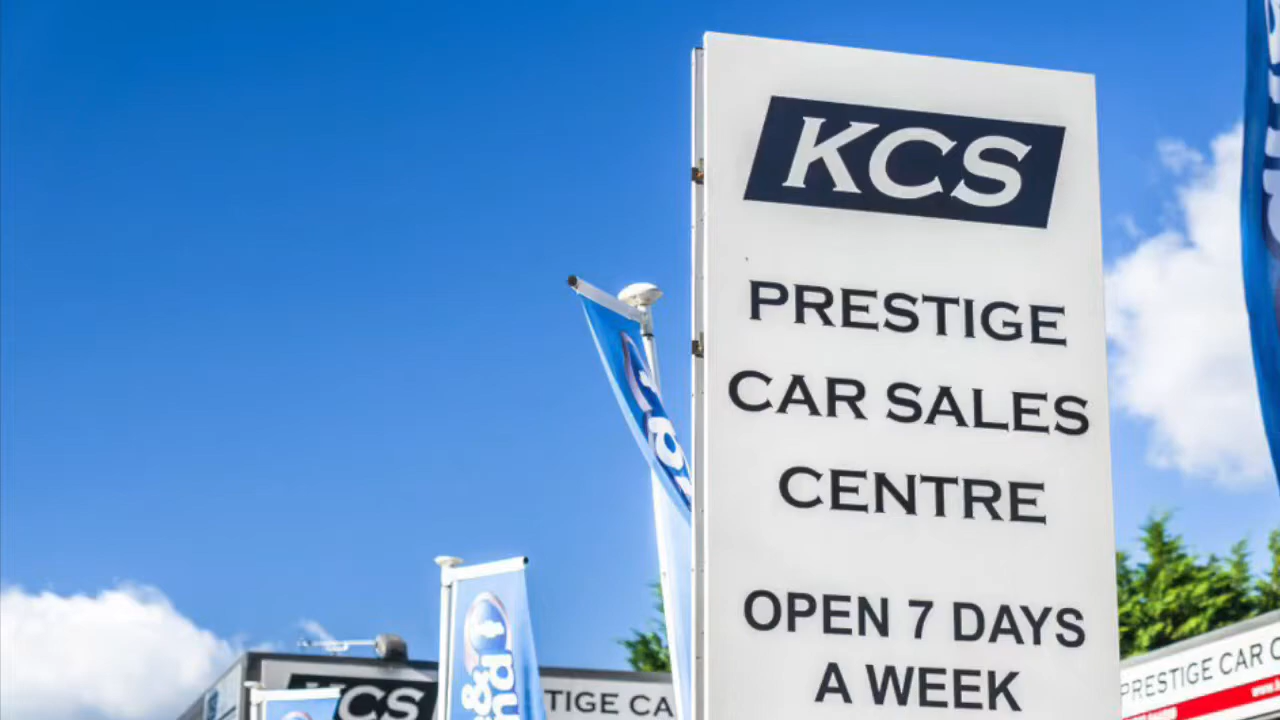 KCS
PRESTIGE
CAR SALES
CENTRE
OPEN 7 DAYS
A WEEK
KCS
TIGE CA
PRESTIGE CAR